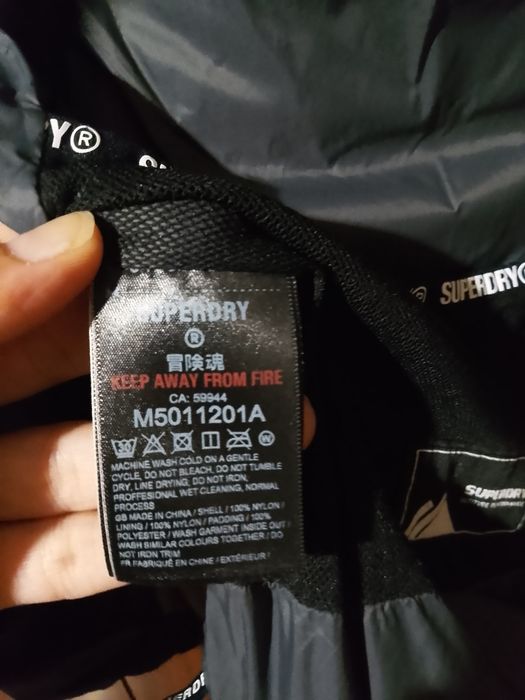 Y®
SUPERDRY®
SUPERDRY
®
冒険魂
KEEP AWAY FROM FIRE
CA: 59944
M5011201A
MACHINE WASH COLD ON A GENTLE
CYCLE, DO NOT BLEACH, DO NOT TUMBLE
DRY, LINE DRYING, DO NOT IRON,
PROFFESIONAL WET CLEANING, NORMAL
PROCESS
GB MADE IN CHINA / SHELL / 100% NYLON /
LINING / 100% NYLON / PADDING / 100%
POLYESTER / WASH GARMENT INSIDE OUT /
WASH SIMILAR COLOURS TOGETHER / DO
NOT IRON TRIM
FR FABRIQUÉ EN CHINE / EXTÉRIEUR /
SUPERDRY